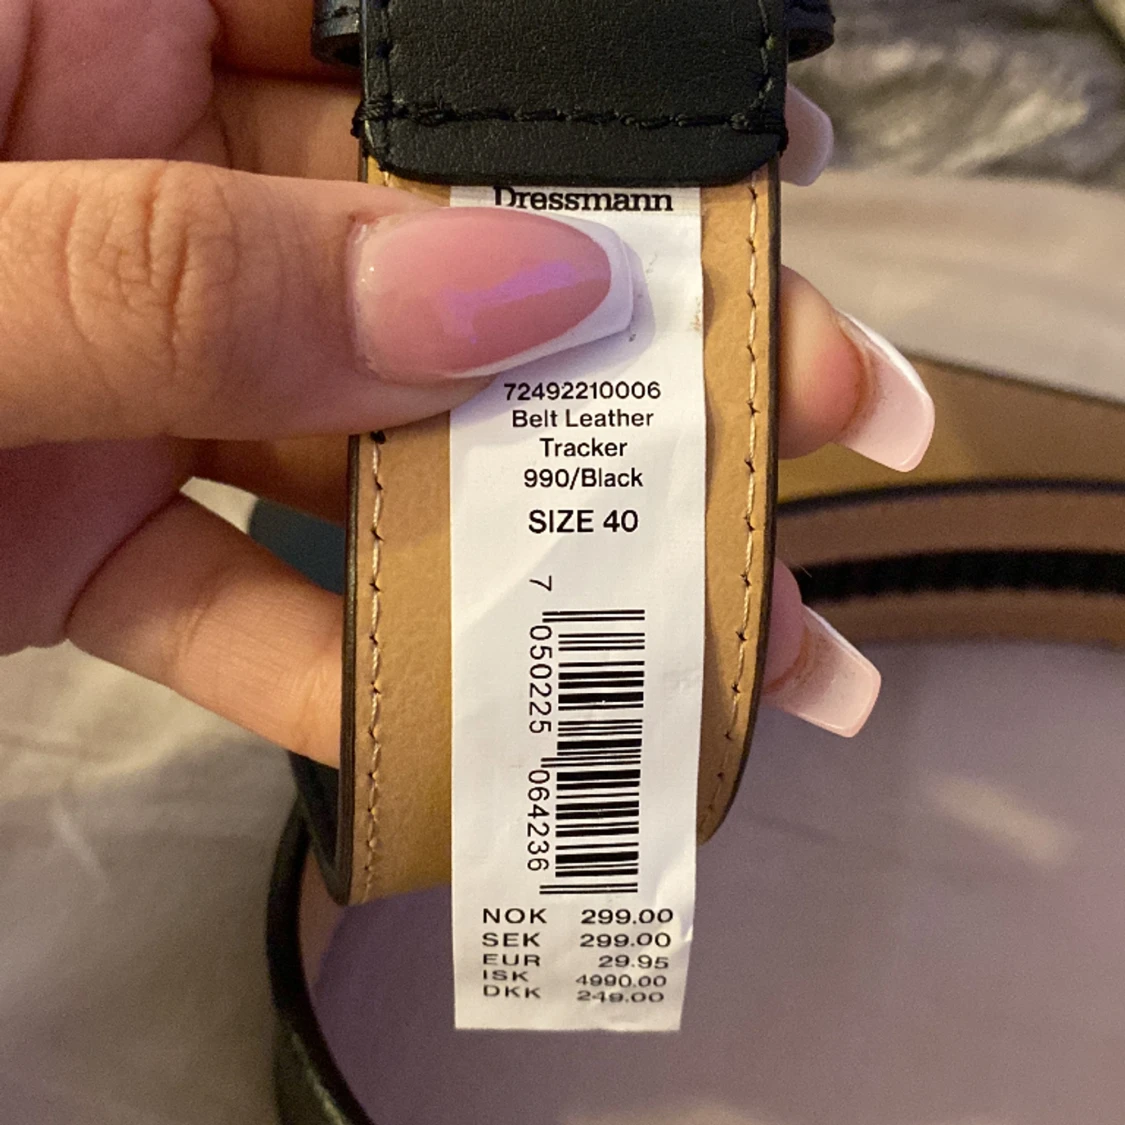 Dressmann
72492210006
Belt Leather
Tracker
990/Black
SIZE 40
7 050225 064236
NOK 299.00
SEK 299.00
EUR 29.95
ISK 4990.00
DKK 249.00